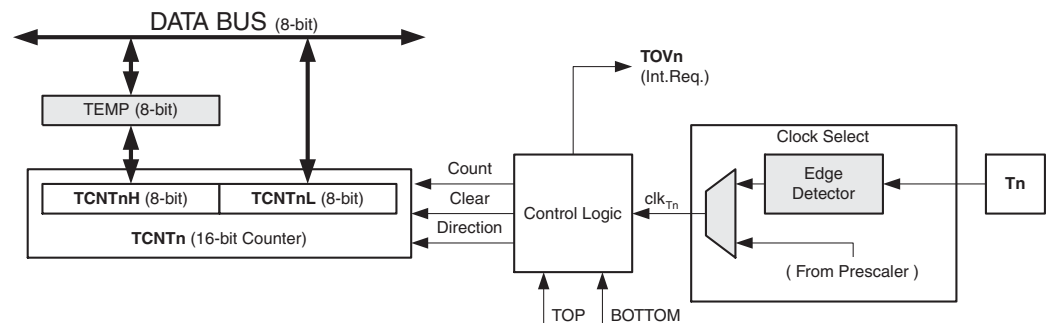 DATA BUS (8-bit)
TOVn
(Int.Req.)
TEMP (8-bit)
Clock Select
Count
Edge
Detector
Tn
TCNTnH (8-bit)
TCNTnL (8-bit)
Clear
Control Logic
clkTn
TCNTn (16-bit Counter)
Direction
( From Prescaler )
TOP
BOTTOM